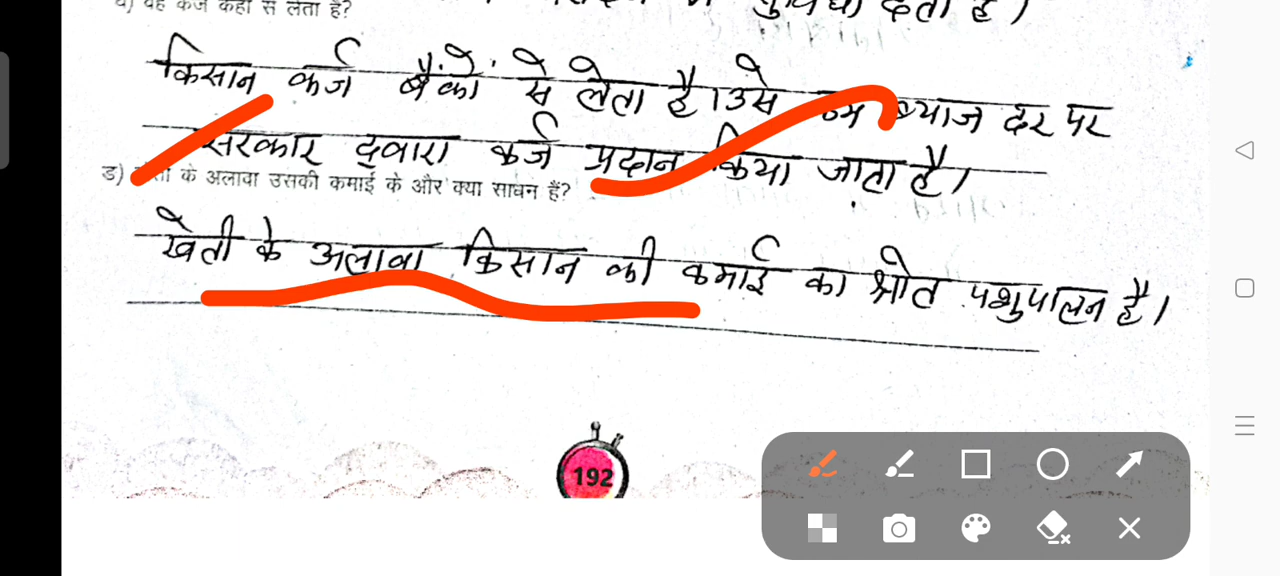 वह कर्ज कहाँ से लेता है?
सुविधा देता है।
किसान कर्ज बैंकों से लेता है। उसे कम ब्याज दर पर
सरकार द्वारा कर्ज प्रदान किया जाता है।
ड) के अलावा उसकी कमाई के और क्या साधन हैं?
खेती के अलावा किसान की कमाई का श्रोत पशुपालन है।
192